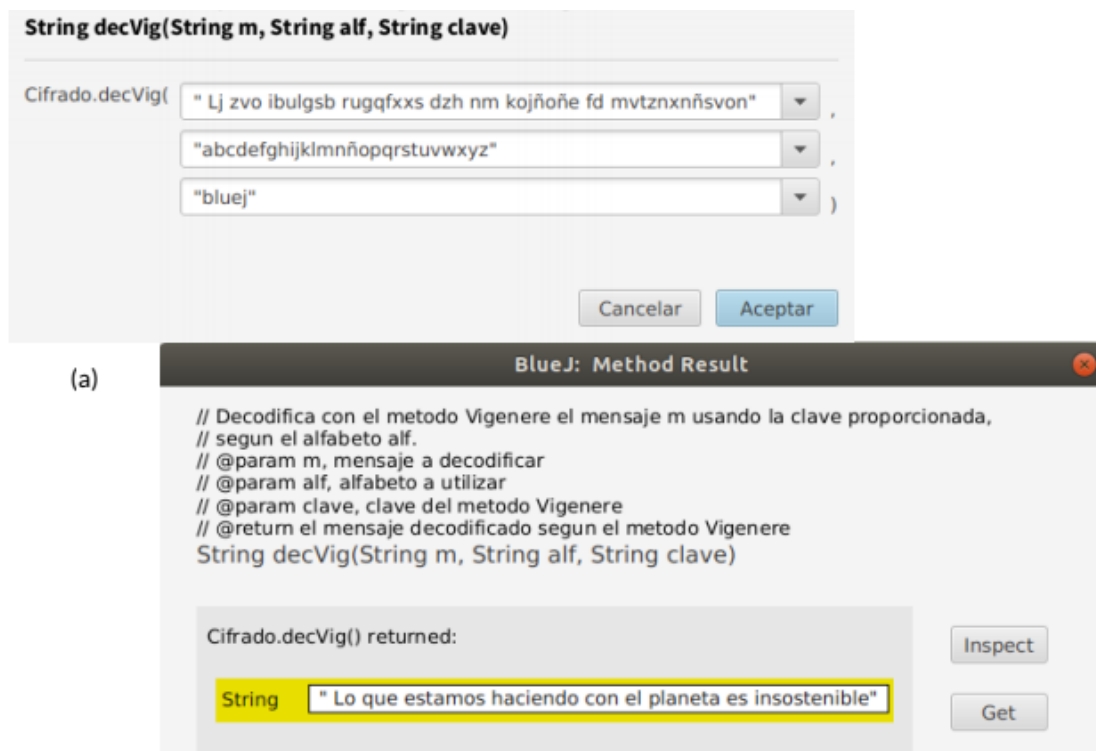 String decVig(String m, String alf, String clave)
Cifrado.decVig( " Lj zvo ibulgsb rugqfxxs dzh nm kojñoñe fd mvtznxnñsvon" ,
"abcdefghijklmnñopqrstuvwxyz" ,
"bluej" )
Cancelar Aceptar
(a)
BlueJ: Method Result
// Decodifica con el metodo Vigenere el mensaje m usando la clave proporcionada,
// segun el alfabeto alf.
// @param m, mensaje a decodificar
// @param alf, alfabeto a utilizar
// @param clave, clave del metodo Vigenere
// @return el mensaje decodificado segun el metodo Vigenere
String decVig(String m, String alf, String clave)
Cifrado.decVig() returned:
Inspect
String " Lo que estamos haciendo con el planeta es insostenible"
Get